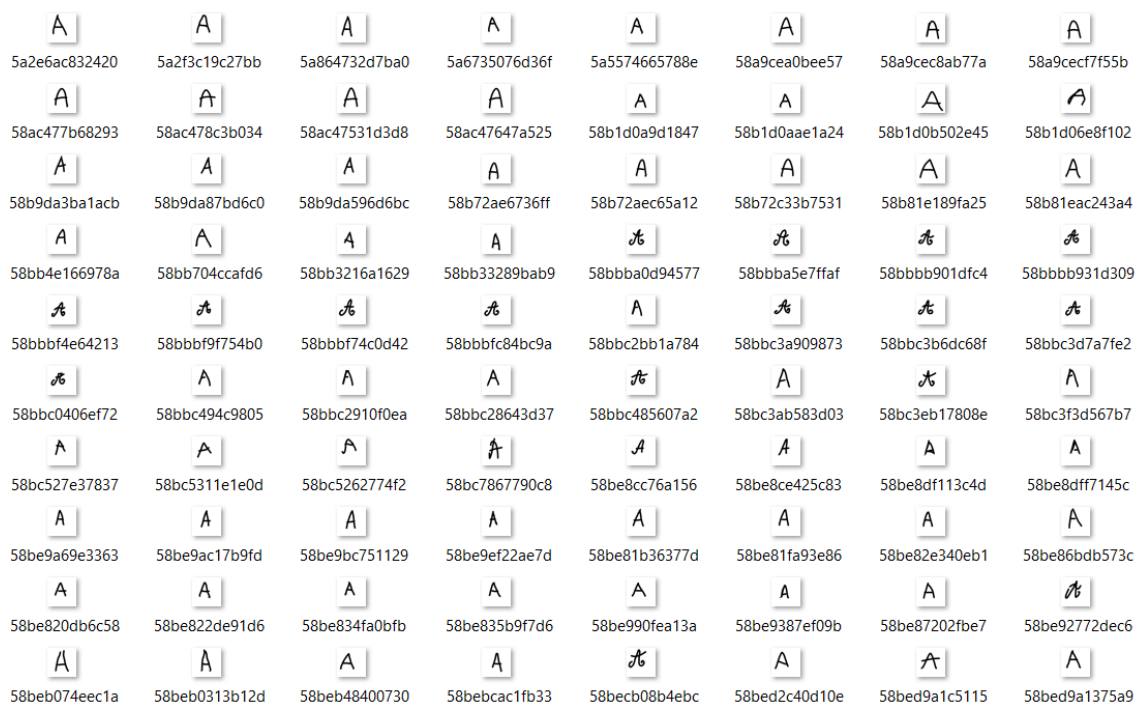 A A A A A A A A
5a2e6ac832420 5a2f3c19c27bb 5a864732d7ba0 5a6735076d36f 5a5574665788e 58a9cea0bee57 58a9cec8ab77a 58a9cecf7f55b
A A A A A A A A
58ac477b68293 58ac478c3b034 58ac47531d3d8 58ac47647a525 58b1d0a9d1847 58b1d0aae1a24 58b1d0b502e45 58b1d06e8f102
A A A A A A A A
58b9da3ba1acb 58b9da87bd6c0 58b9da596d6bc 58b72ae6736ff 58b72aec65a12 58b72c33b7531 58b81e189fa25 58b81eac243a4
A A A A A A A A
58bb4e166978a 58bb704ccafd6 58bb3216a1629 58bb33289bab9 58bbba0d94577 58bbba5e7ffaf 58bbbb901dfc4 58bbbb931d309
A A A A A A A A
58bbbf4e64213 58bbbf9f754b0 58bbbf74c0d42 58bbbfc84bc9a 58bbc2bb1a784 58bbc3a909873 58bbc3b6dc68f 58bbc3d7a7fe2
A A A A A A A A
58bbc0406ef72 58bbc494c9805 58bbc2910f0ea 58bbc28643d37 58bbc485607a2 58bc3ab583d03 58bc3eb17808e 58bc3f3d567b7
A A A A A A A A
58bc527e37837 58bc5311e1e0d 58bc5262774f2 58bc7867790c8 58be8cc76a156 58be8ce425c83 58be8df113c4d 58be8dff7145c
A A A A A A A A
58be9a69e3363 58be9ac17b9fd 58be9bc751129 58be9ef22ae7d 58be81b36377d 58be81fa93e86 58be82e340eb1 58be86bdb573c
A A A A A A A A
58be820db6c58 58be822de91d6 58be834fa0bfb 58be835b9f7d6 58be990fea13a 58be9387ef09b 58be87202fbe7 58be92772dec6
A A A A A A A A
58beb074eec1a 58beb0313b12d 58beb48400730 58bebcac1fb33 58becb08b4ebc 58bed2c40d10e 58bed9a1c5115 58bed9a1375a9